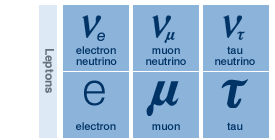 Leptons
νe νμ ντ
electron neutrino muon neutrino tau neutrino
e μ τ
electron muon tau